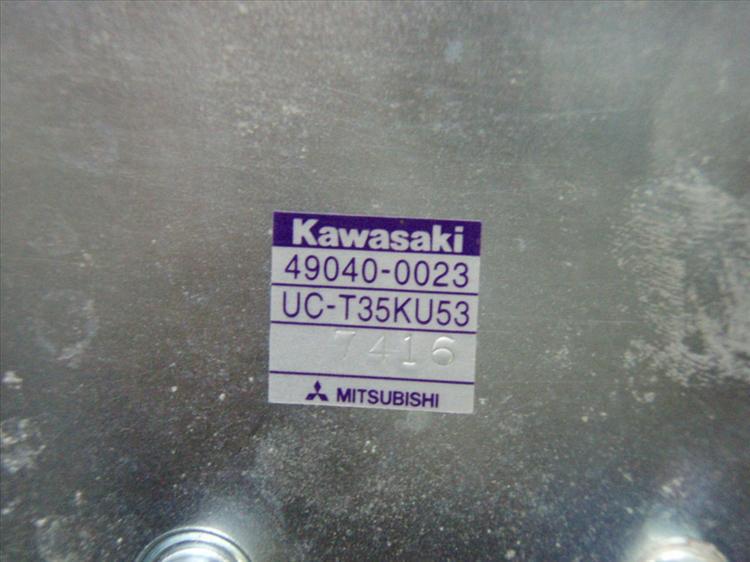 Kawasaki
49040-0023
UC-T35KU53
7416
MITSUBISHI